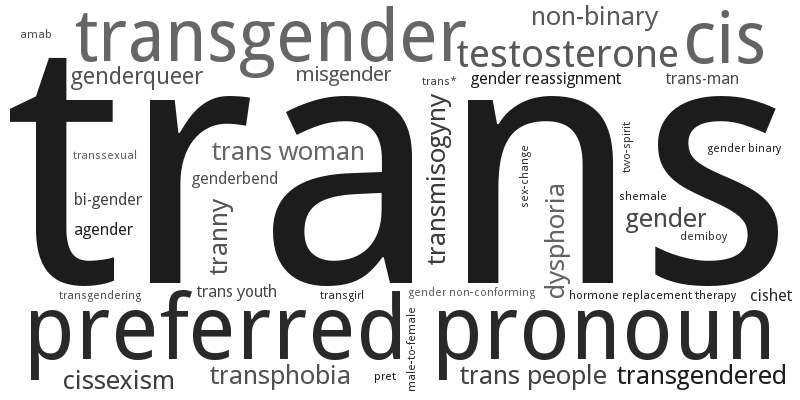 amab
transgender
non-binary
cis
testosterone
genderqueer
misgender
trans*
gender reassignment
trans-man
trans
transsexual
trans woman
transmisogyny
sex-change
two-spirit
gender binary
genderbend
bi-gender
tranny
dysphoria
shemale
gender
agender
demiboy
transgendering
trans youth
transgirl
gender non-conforming
hormone replacement therapy
cishet
preferred pronoun
male-to-female
cissexism
transphobia
pret
trans people
transgendered